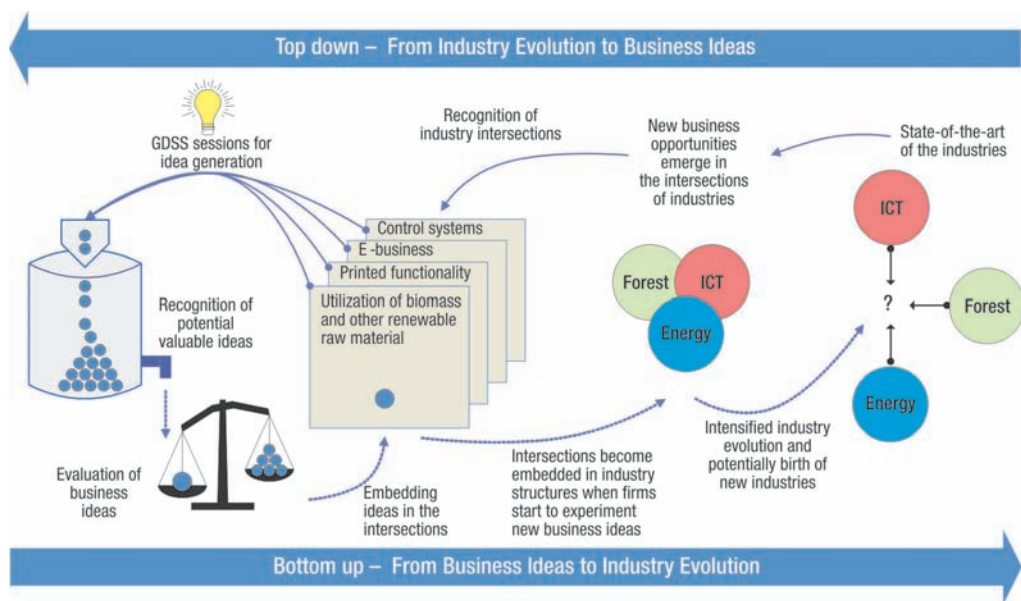 Top down – From Industry Evolution to Business Ideas
GDSS sessions for
idea generation
Recognition of
industry intersections
New business
opportunities
emerge in
the intersections
of industries
State-of-the-art
of the industries
ICT
?
Forest
Energy
Control systems
E -business
Printed functionality
Utilization of biomass
and other renewable
raw material
Forest
ICT
Energy
Recognition of
potential
valuable ideas
Evaluation of
business
ideas
Embedding
ideas in the
intersections
Intersections become
embedded in industry
structures when firms
start to experiment
new business ideas
Intensified industry
evolution and
potentially birth of
new industries
Bottom up – From Business Ideas to Industry Evolution